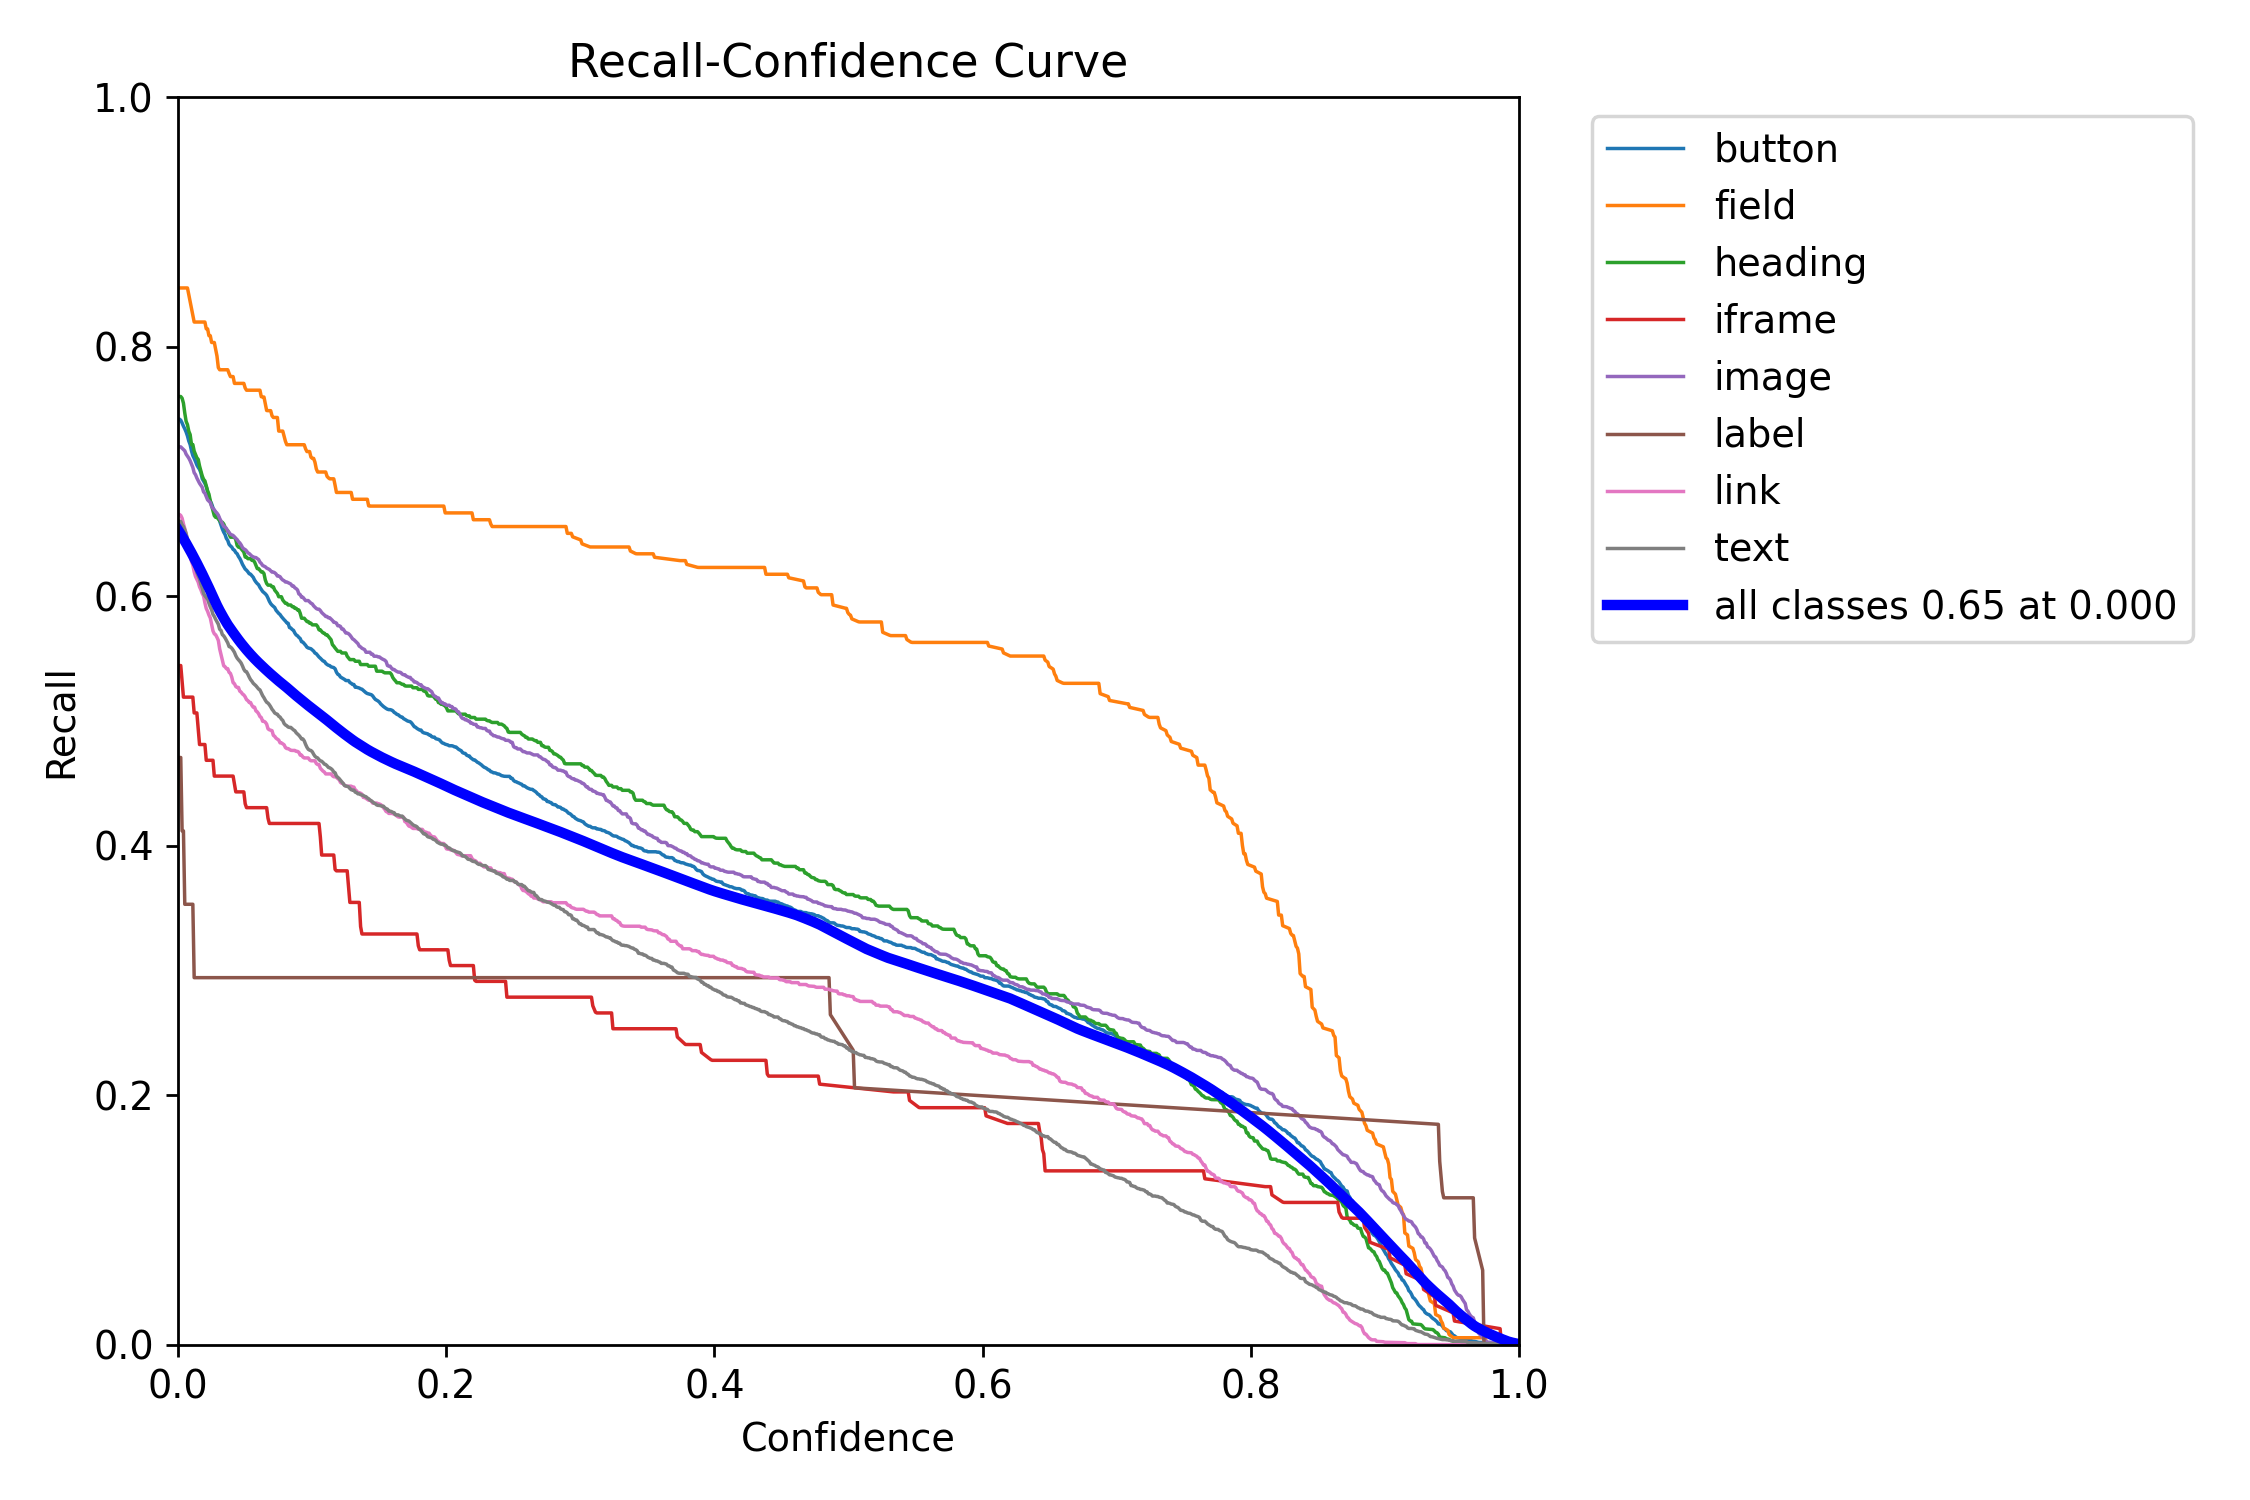 Recall-Confidence Curve
1.0
0.8
0.6
0.4
0.2
0.0
Recall
0.0 0.2 0.4 0.6 0.8 1.0
Confidence
button
field
heading
iframe
image
label
link
text
all classes 0.65 at 0.000